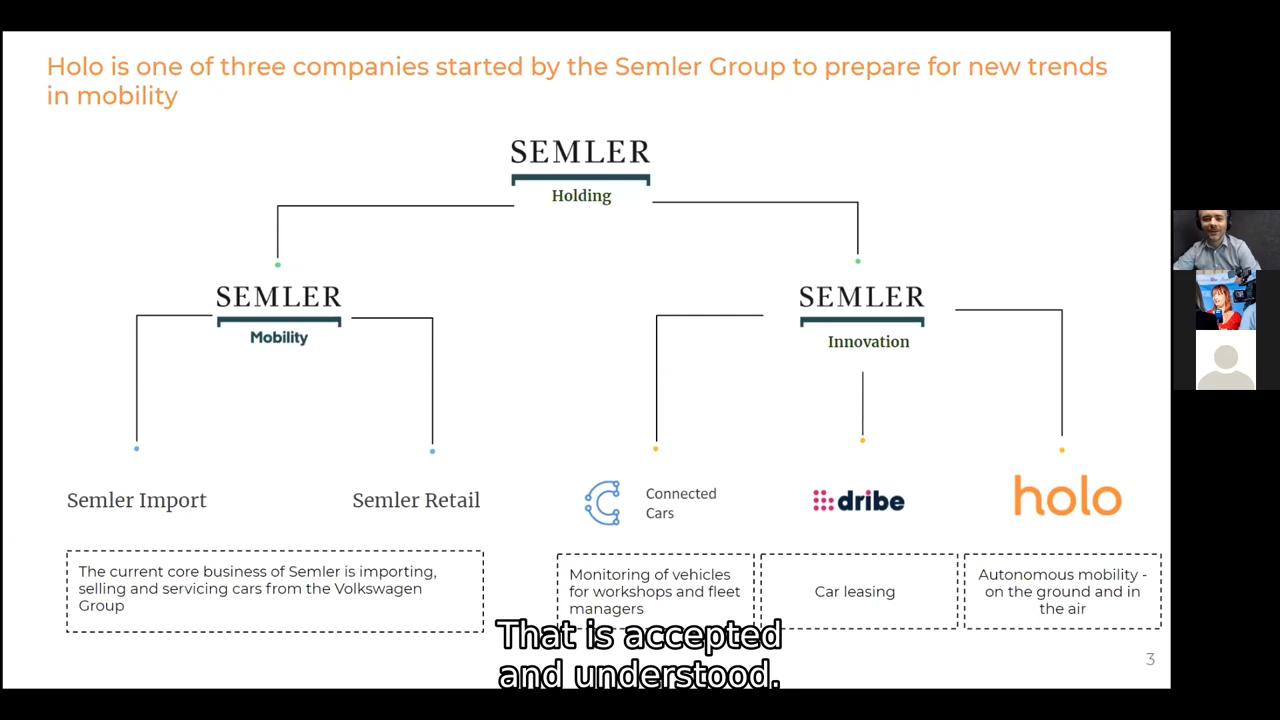 Holo is one of three companies started by the Semler Group to prepare for new trends
in mobility
SEMLER
Holding
SEMLER
Mobility
SEMLER
Innovation
Semler Import
Semler Retail
Connected
Cars
dribe
holo
The current core business of Semler is importing,
selling and servicing cars from the Volkswagen
Group
Monitoring of vehicles
for workshops and fleet
managers
Car leasing
Autonomous mobility -
on the ground and in
the air
That is accepted
and understood.
3